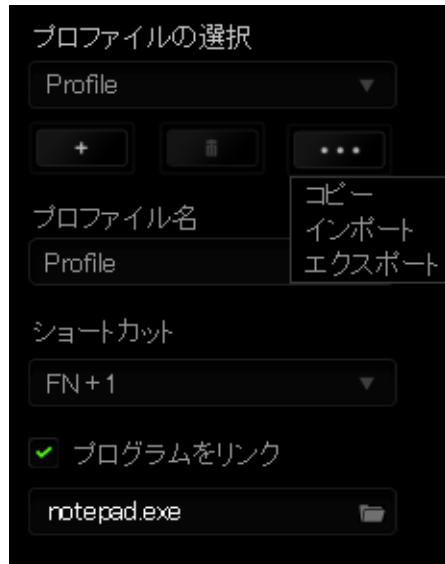 プロファイルの選択
Profile
コピー
プロファイル名
インポート
Profile
エクスポート
ショートカット
FN+1
プログラムをリンク
notepad.exe